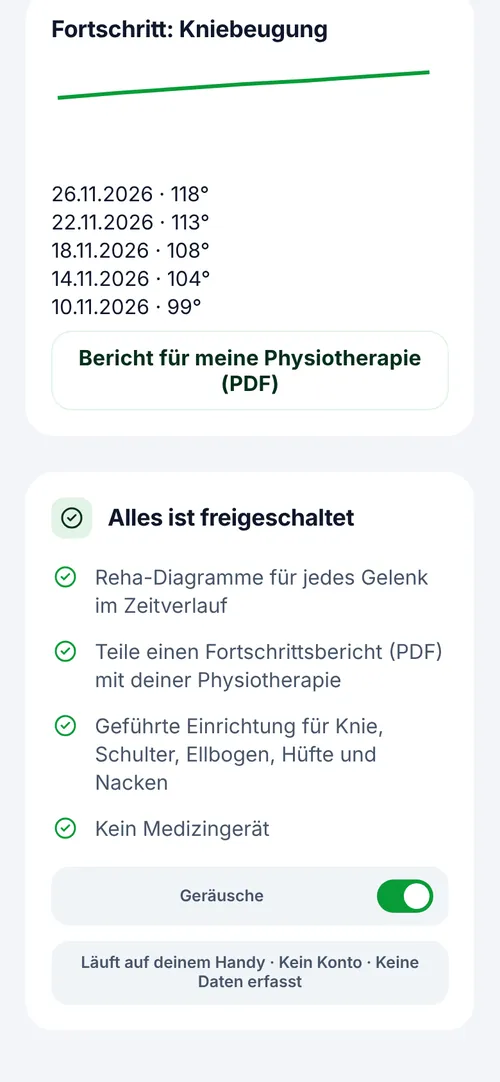 Fortschritt: Kniebeugung
26.11.2026 · 118°
22.11.2026 · 113°
18.11.2026 · 108°
14.11.2026 · 104°
10.11.2026 · 99°
Bericht für meine Physiotherapie
(PDF)
Alles ist freigeschaltet
Reha-Diagramme für jedes Gelenk
im Zeitverlauf
Teile einen Fortschrittsbericht (PDF)
mit deiner Physiotherapie
Geführte Einrichtung für Knie,
Schulter, Ellbogen, Hüfte und
Nacken
Kein Medizingerät
Geräusche
Läuft auf deinem Handy · Kein Konto · Keine
Daten erfasst